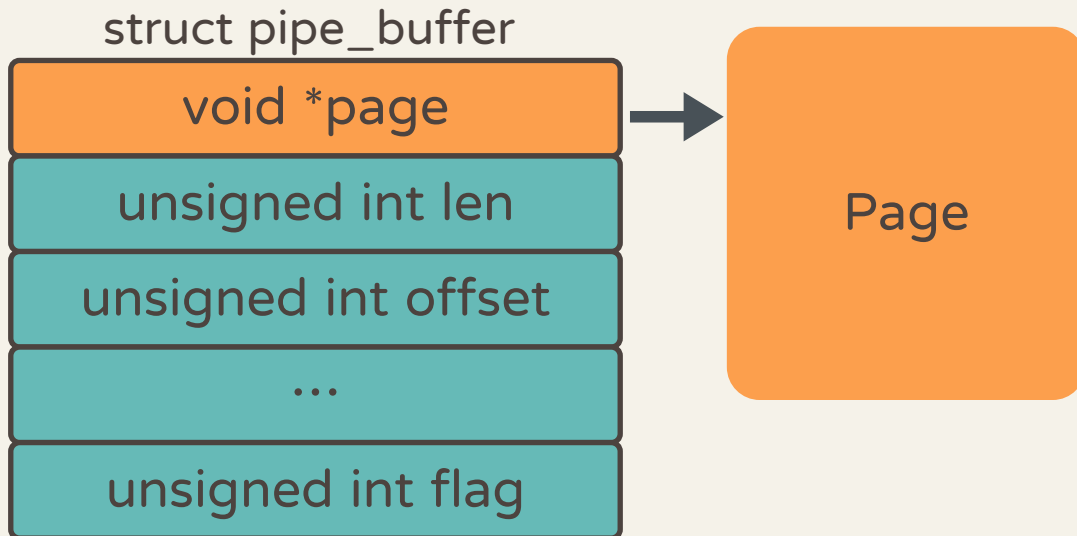 struct pipe_buffer
void *page
unsigned int len
unsigned int offset
...
unsigned int flag
Page